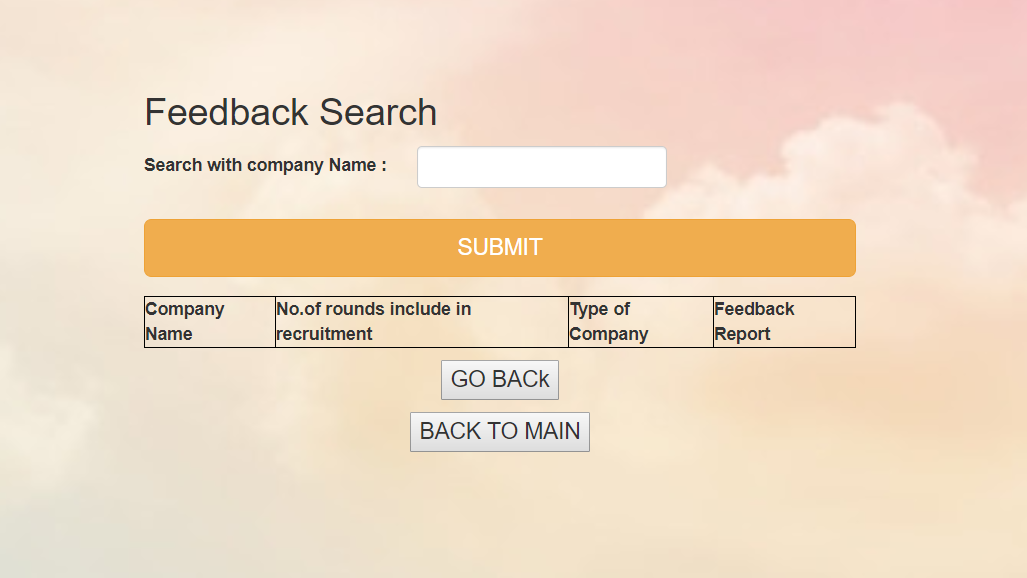 Feedback Search
Search with company Name :
SUBMIT
Company Name
No.of rounds include in recruitment
Type of Company
Feedback Report
GO BACk
BACK TO MAIN